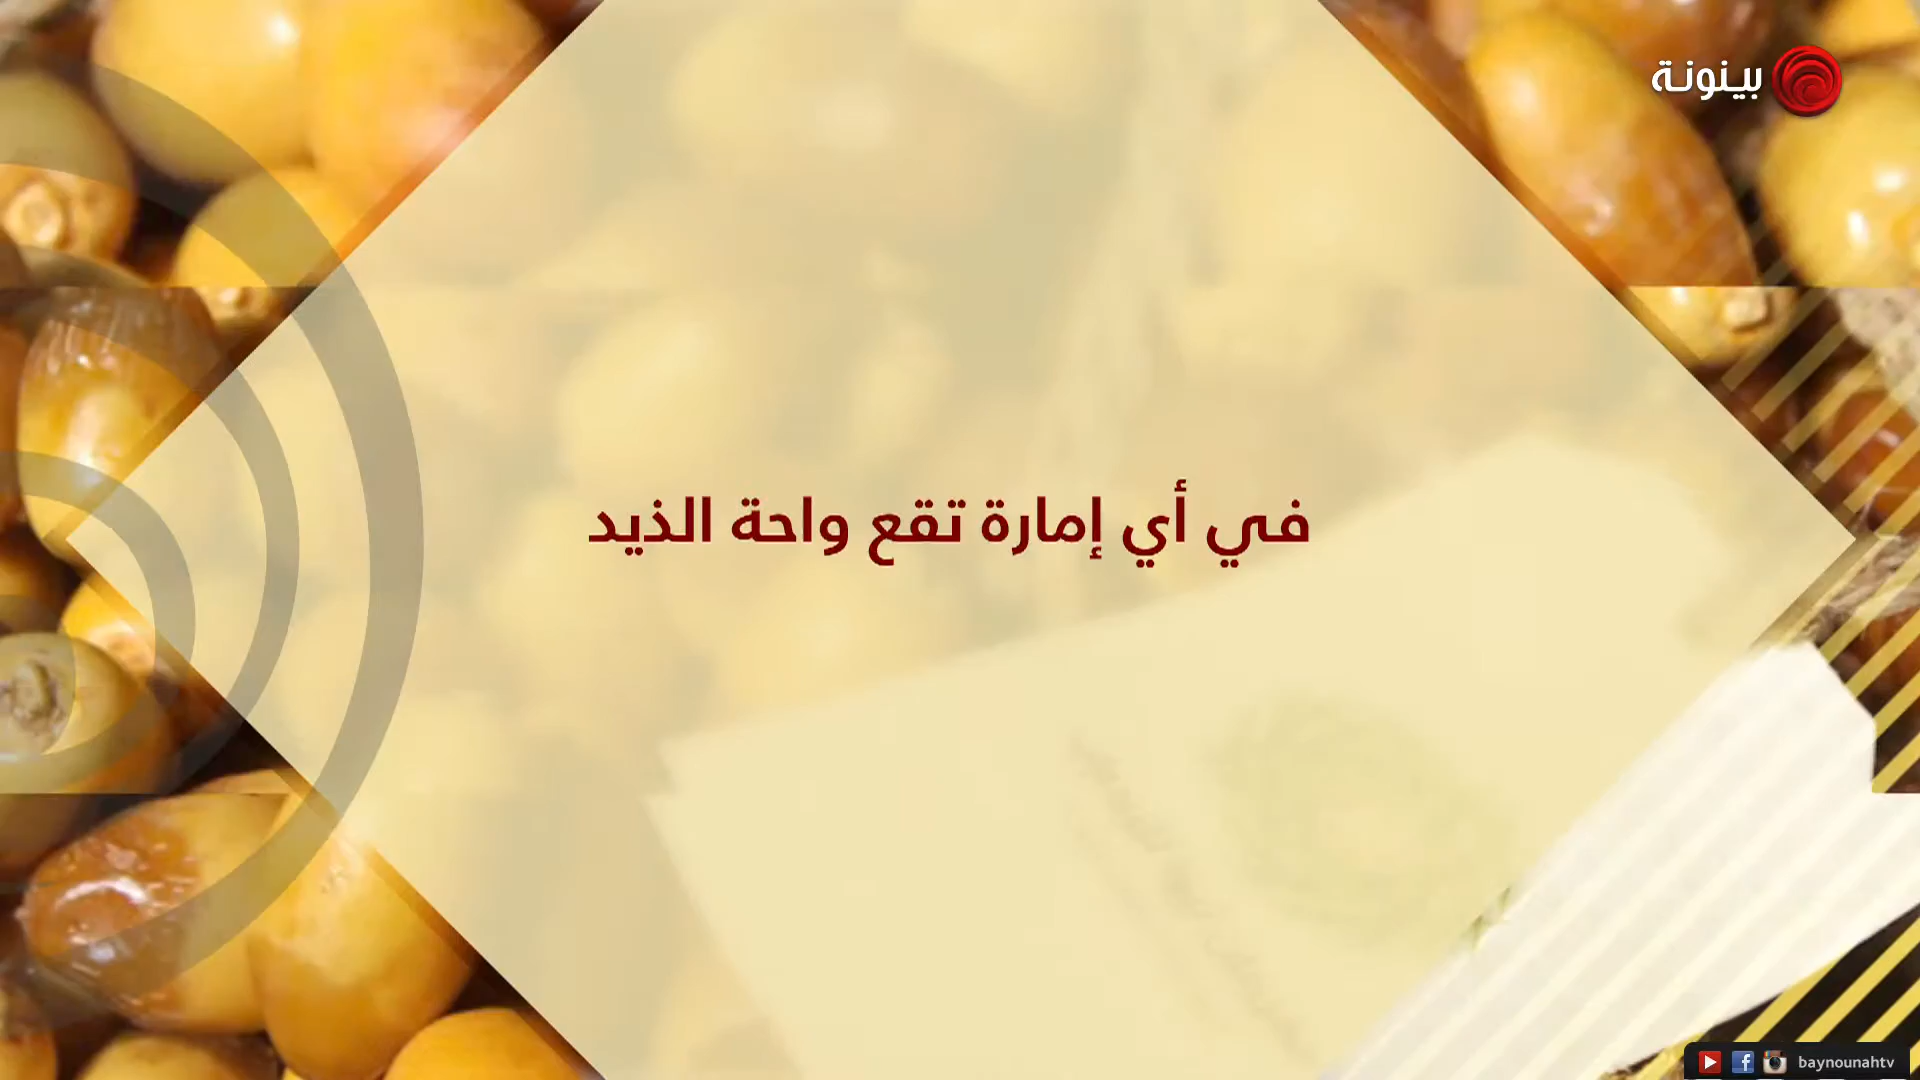 بينونة
في أي إمارة تقع واحة الذيد
baynounahtv